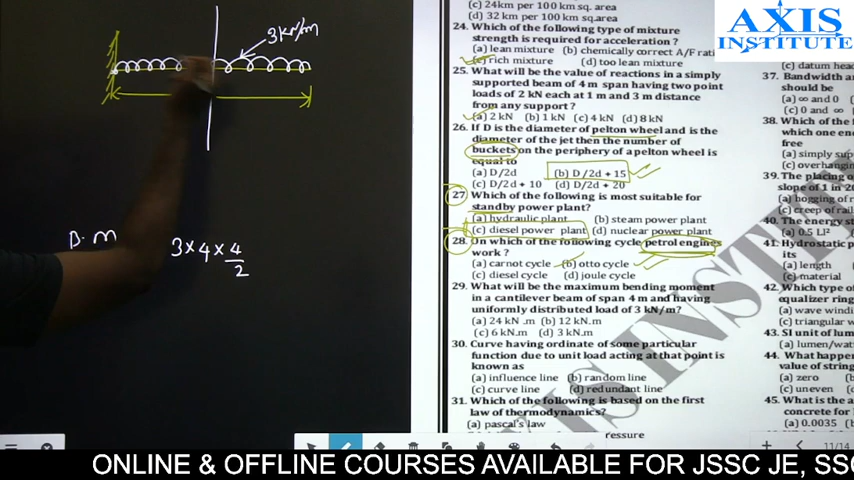 3kN/m
B.M
3×4×4/2
(c) 24km per 100 km sq. area
(d) 32 km per 100 km sq.area
24. Which of the following type of mixture
strength is required for acceleration?
(a) lean mixture (b) chemically correct A/F rati
(c) rich mixture (d) too lean mixture
25. What will be the value of reactions in a simply
supported beam of 4 m span having two point
loads of 2 kN each at 1 m and 3 m distance
from any support ?
(a) 2 kN (b) 1 kN (c) 4 kN (d) 8 kN
26. If D is the diameter of pelton wheel and is the
diameter of the jet then the number of
buckets on the periphery of a pelton wheel is
equal to
(a) D/2d (b) D/2d + 15
(c) D/2d + 10 (d) D/2d + 20
27. Which of the following is most suitable for
standby power plant?
(a) hydraulic plant (b) steam power plant
(c) diesel power plant (d) nuclear power plant
28. On which of the following cycle petrol engines
work ?
(a) carnot cycle (b) otto cycle
(c) diesel cycle (d) joule cycle
29. What will be the maximum bending moment
in a cantilever beam of span 4 m and having
uniformly distributed load of 3 kN/m?
(a) 24 kN .m (b) 12 kN.m
(c) 6 kN.m (d) 3 kN.m
30. Curve having ordinate of some particular
function due to unit load acting at that point is
known as
(a) influence line (b) random line
(c) curve line (d) redundant line
31. Which of the following is based on the first
law of thermodynamics?
(a) pascal's law
ressure
AXIS
INSTITUTE
(c) datum head
37. Bandwidth an
should be
(a) ∞ and 0
(c) 0 and ∞
38. Which of the f
which one end
free
(a) simply sup
(c) overhangin
39. The placing o
slope of 1 in 20
(a) hogging of
(c) creep of rail
40. The energy st
(a) 0.5 LF
41. Hydrostatic p
its
(a) length
(c) material
42. Which type o
equalizer ring
(a) wave windi
(c) triangular w
43. SI unit of lum
(a) lumen/wat
44. What happen
value of string
(a) zero
(c) double
45. What is the a
concrete for
(a) 0.0035
11/14
ONLINE & OFFLINE COURSES AVAILABLE FOR JSSC JE, SSC